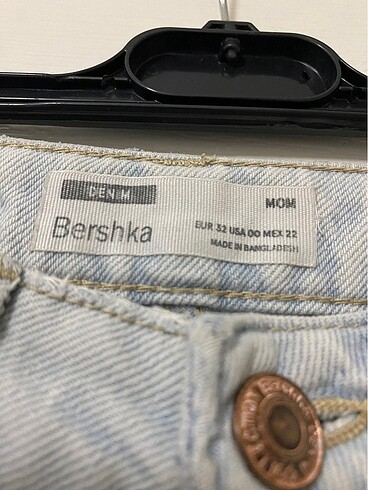 DENIM
MOM
Bershka
EUR 32 USA 00 MEX 22
MADE IN BANGLADESH